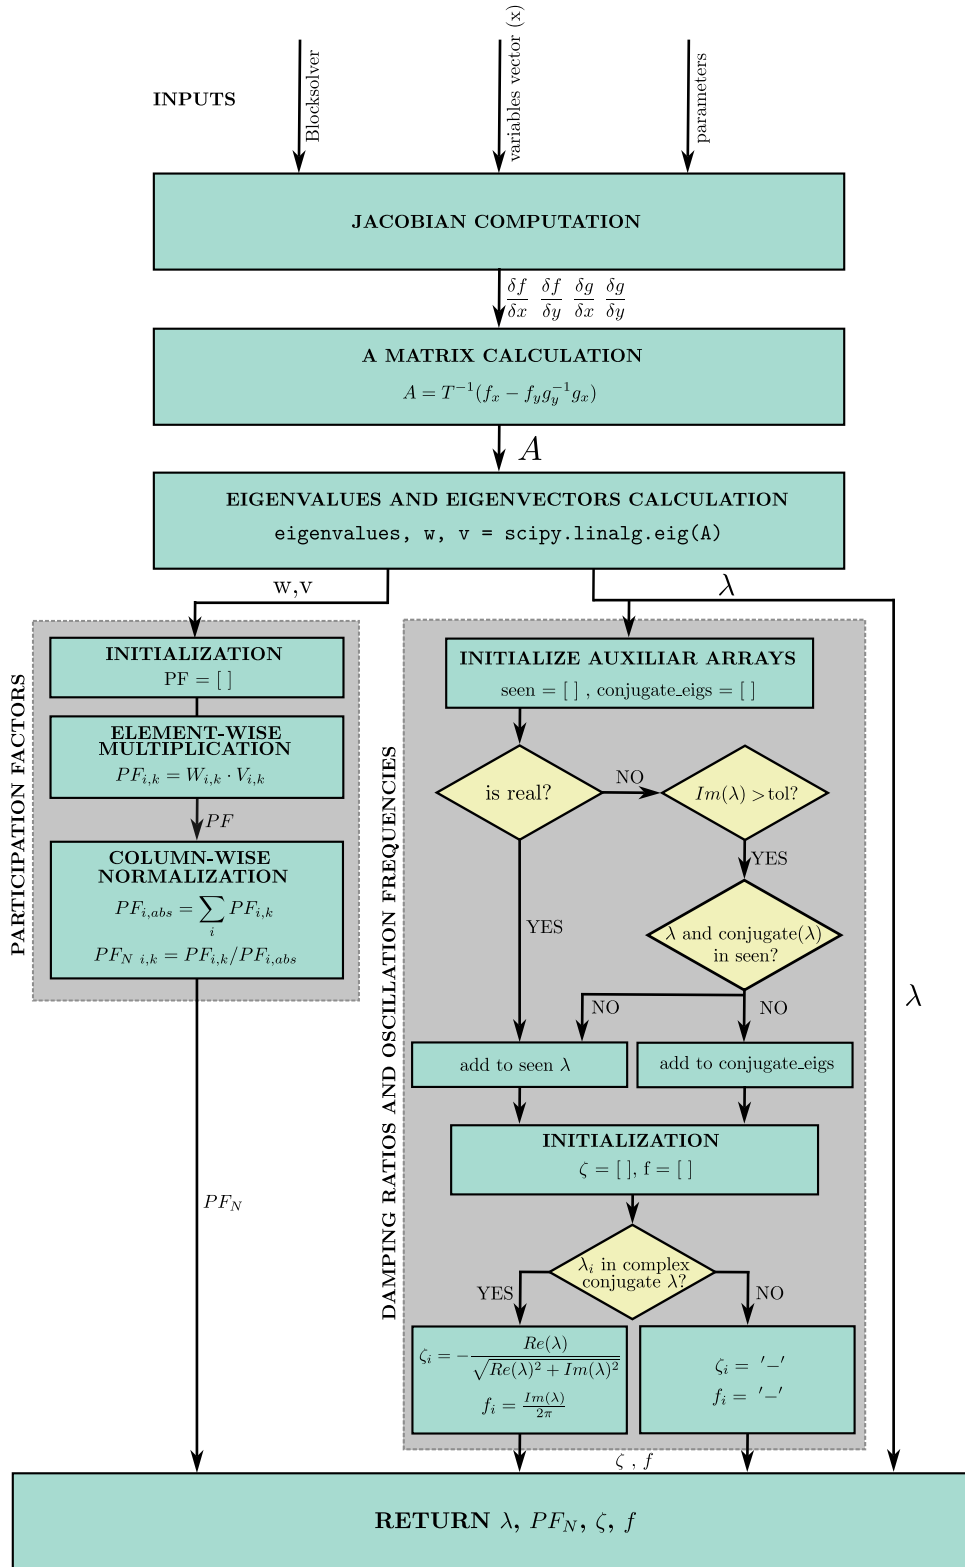 INPUTS
Blocksolver
variables vector (x)
parameters
JACOBIAN COMPUTATION
δf/δx δf/δy δg/δx δg/δy
A MATRIX CALCULATION
A = T⁻¹(fₓ − f_y g_y⁻¹ gₓ)
A
EIGENVALUES AND EIGENVECTORS CALCULATION
eigenvalues, w, v = scipy.linalg.eig(A)
w,v
λ
PARTICIPATION FACTORS
INITIALIZATION
PF = [ ]
ELEMENT-WISE
MULTIPLICATION
PF_{i,k} = W_{i,k} · V_{i,k}
PF
COLUMN-WISE
NORMALIZATION
PF_{i,abs} = ∑_i PF_{i,k}
PF_{N i,k} = PF_{i,k}/PF_{i,abs}
PF_N
DAMPING RATIOS AND OSCILLATION FREQUENCIES
INITIALIZE AUXILIAR ARRAYS
seen = [ ] , conjugate_eigs = [ ]
is real?
NO
Im(λ) >tol?
YES
YES
λ and conjugate(λ)
in seen?
NO
NO
add to seen λ
add to conjugate_eigs
INITIALIZATION
ζ = [ ], f = [ ]
λ_i in complex
conjugate λ?
YES
NO
ζ_i = −Re(λ)/√(Re(λ)² + Im(λ)²)
f_i = Im(λ)/2π
ζ_i = '−'
f_i = '−'
ζ , f
λ
RETURN λ, PF_N, ζ, f